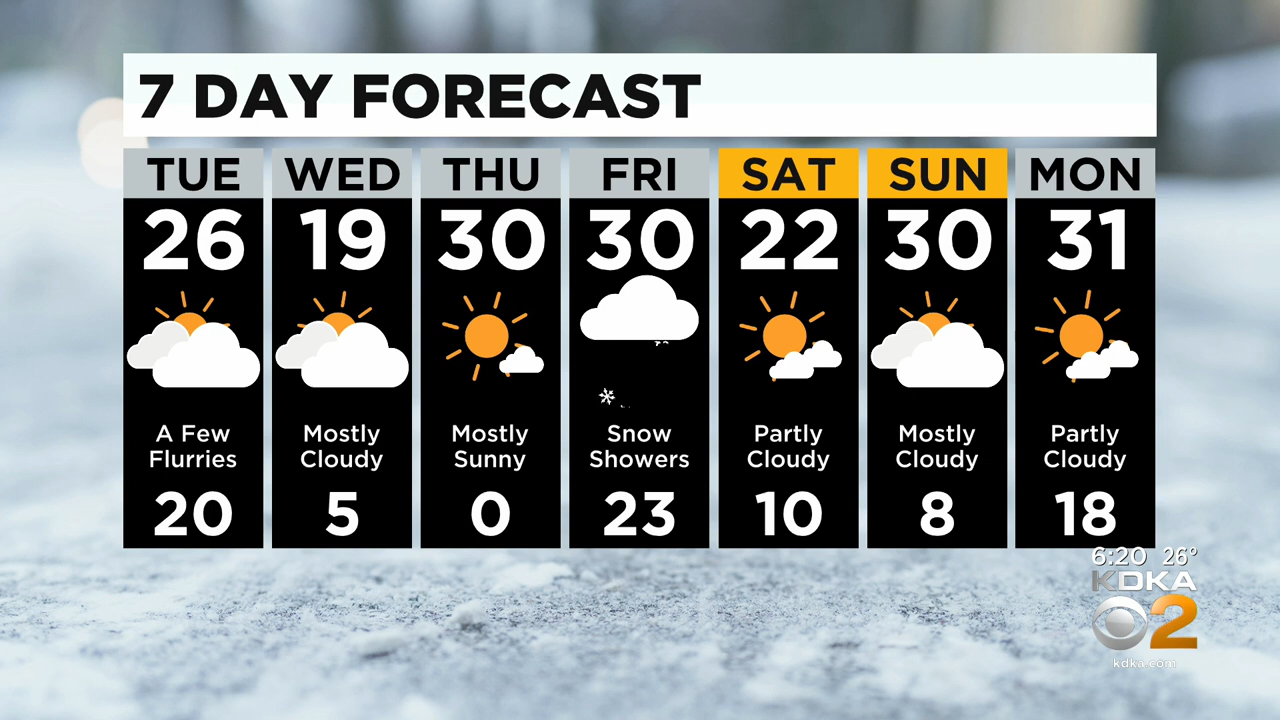 7 DAY FORECAST
TUE WED THU FRI SAT SUN MON
26 19 30 30 22 30 31
A Few Mostly Mostly Snow Partly Mostly Partly
Flurries Cloudy Sunny Showers Cloudy Cloudy Cloudy
20 5 0 23 10 8 18
6:20 26°
KDKA
2
kdka.com